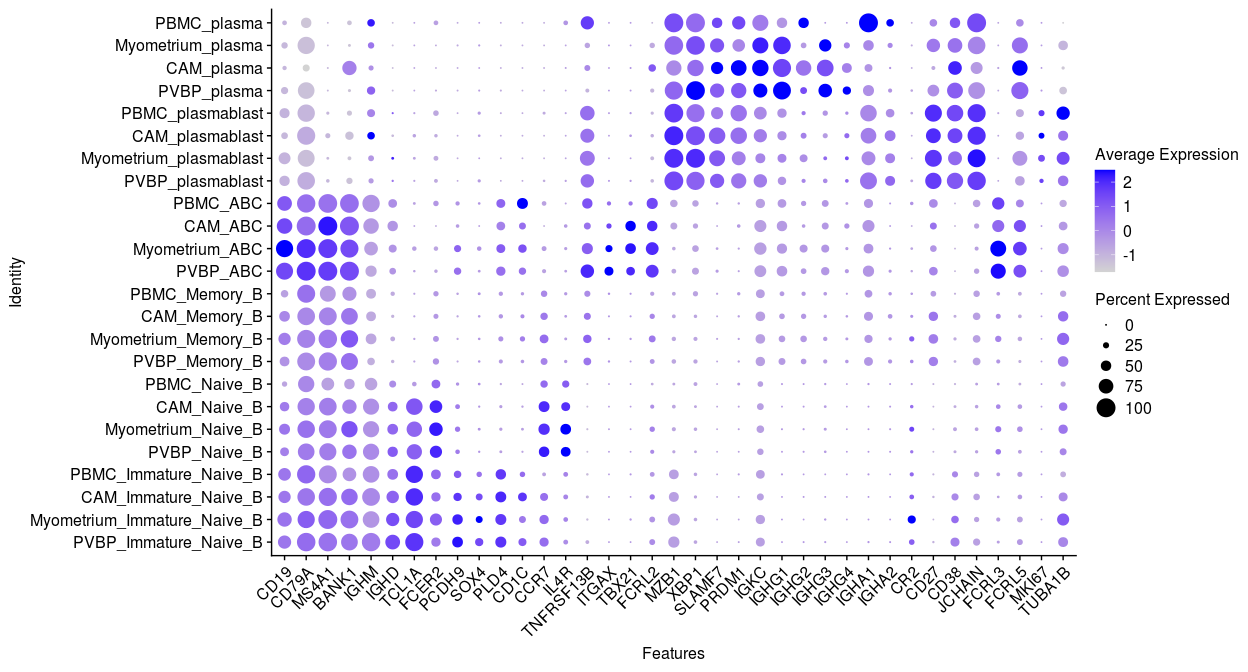 PBMC_plasma
Myometrium_plasma
CAM_plasma
PVBP_plasma
PBMC_plasmablast
CAM_plasmablast
Myometrium_plasmablast
PVBP_plasmablast
PBMC_ABC
CAM_ABC
Myometrium_ABC
PVBP_ABC
PBMC_Memory_B
CAM_Memory_B
Myometrium_Memory_B
PVBP_Memory_B
PBMC_Naive_B
CAM_Naive_B
Myometrium_Naive_B
PVBP_Naive_B
PBMC_Immature_Naive_B
CAM_Immature_Naive_B
Myometrium_Immature_Naive_B
PVBP_Immature_Naive_B
Identity
CD19
CD79A
MS4A1
BANK1
IGHM
IGHD
TCL1A
FCER2
PCDH9
SOX4
PLD4
CD1C
CCR7
IL4R
TNFRSF13B
ITGAX
TBX21
FCRL2
MZB1
XBP1
SLAMF7
PRDM1
IGKC
IGHG1
IGHG2
IGHG3
IGHG4
IGHA1
IGHA2
CR2
CD27
CD38
JCHAIN
FCRL3
FCRL5
MKI67
TUBA1B
Features
Average Expression
2
1
0
-1
Percent Expressed
0
25
50
75
100